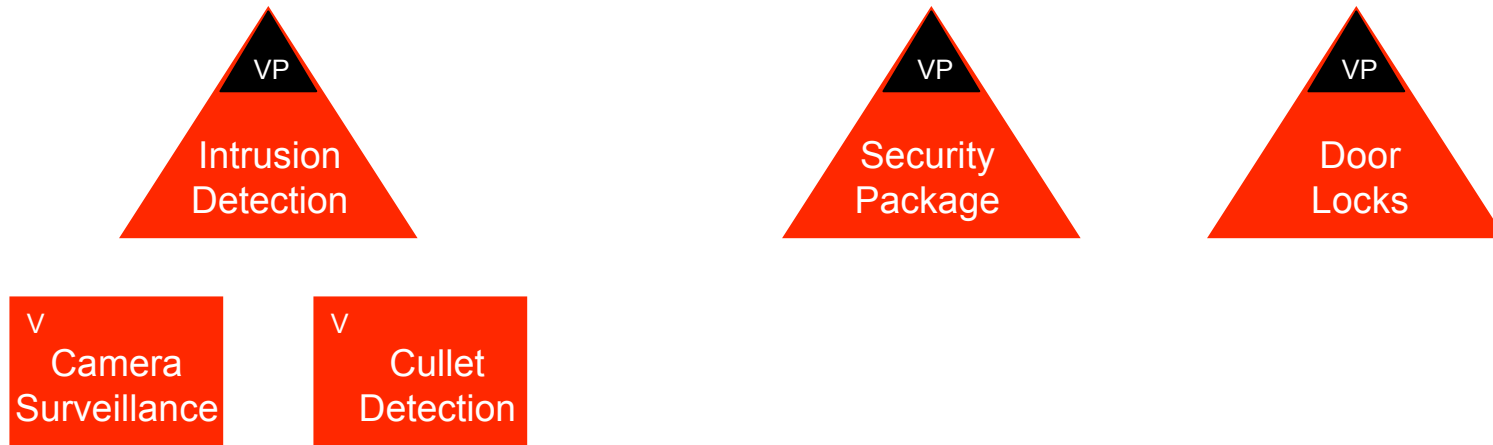 VP
Intrusion
Detection
VP
Security
Package
VP
Door
Locks
V
Camera
Surveillance
V
Cullet
Detection